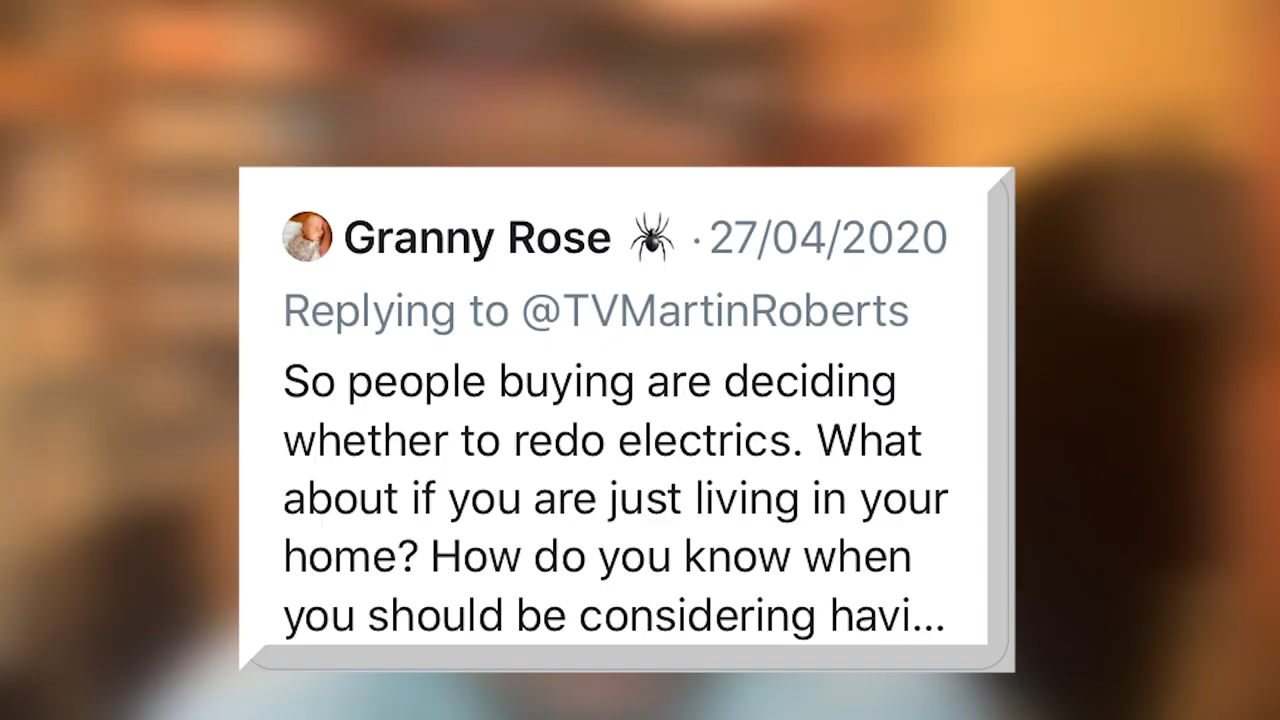 Granny Rose 🕷 · 27/04/2020
Replying to @TVMartinRoberts
So people buying are deciding
whether to redo electrics. What
about if you are just living in your
home? How do you know when
you should be considering havi...